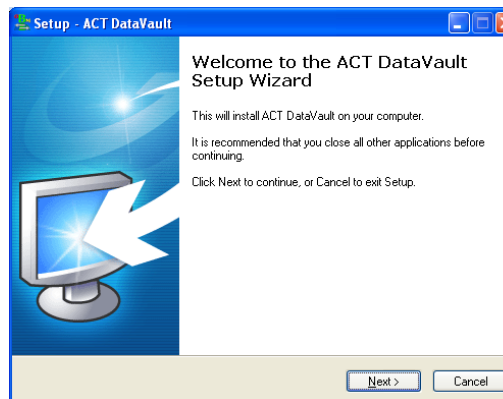 Setup - ACT DataVault
Welcome to the ACT DataVault
Setup Wizard
This will install ACT DataVault on your computer.
It is recommended that you close all other applications before
continuing.
Click Next to continue, or Cancel to exit Setup.
Next >
Cancel